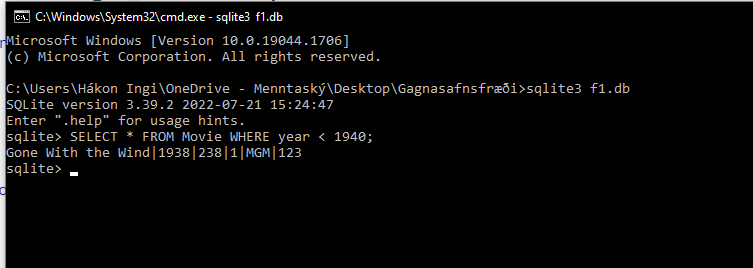 C:\Windows\System32\cmd.exe - sqlite3 f1.db
Microsoft Windows [Version 10.0.19044.1706]
(c) Microsoft Corporation. All rights reserved.
C:\Users\Hákon Ingi\OneDrive - Menntaský\Desktop\Gagnasafnsfræði>sqlite3 f1.db
SQLite version 3.39.2 2022-07-21 15:24:47
Enter ".help" for usage hints.
sqlite> SELECT * FROM Movie WHERE year < 1940;
Gone With the Wind|1938|238|1|MGM|123
sqlite>